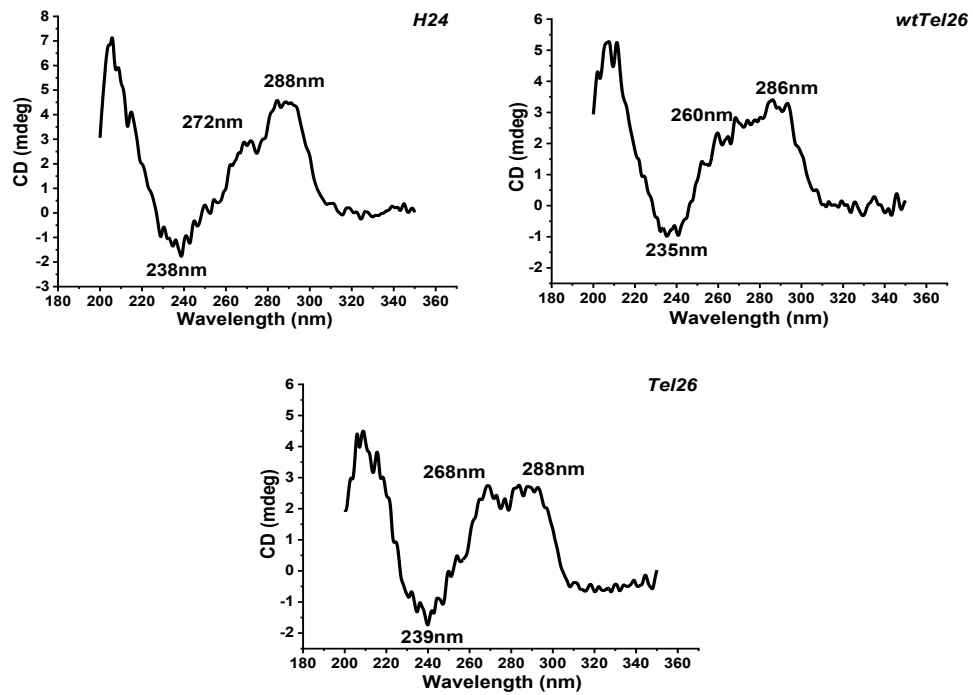 H24
8
7
6
5
4
3
2
1
0
-1
-2
-3
CD (mdeg)
288nm
272nm
238nm
180 200 220 240 260 280 300 320 340 360
Wavelength (nm)
wtTel26
6
5
4
3
2
1
0
-1
-2
CD (mdeg)
286nm
260nm
235nm
180 200 220 240 260 280 300 320 340 360
Wavelength (nm)
Tel26
6
5
4
3
2
1
0
-1
-2
CD (mdeg)
268nm 288nm
239nm
180 200 220 240 260 280 300 320 340 360
Wavelength (nm)